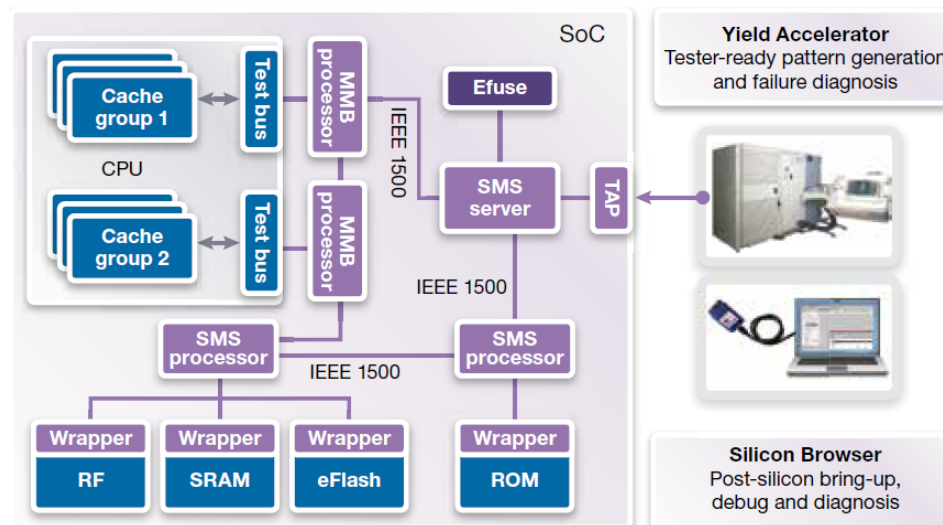 SoC
Cache
group 1
Test bus
MMB
processor
IEEE 1500
Efuse
CPU
SMS
server
TAP
Cache
group 2
Test bus
MMB
processor
IEEE 1500
SMS
processor
IEEE 1500
SMS
processor
Wrapper
RF
Wrapper
SRAM
Wrapper
eFlash
Wrapper
ROM
Yield Accelerator
Tester-ready pattern generation
and failure diagnosis
Silicon Browser
Post-silicon bring-up,
debug and diagnosis